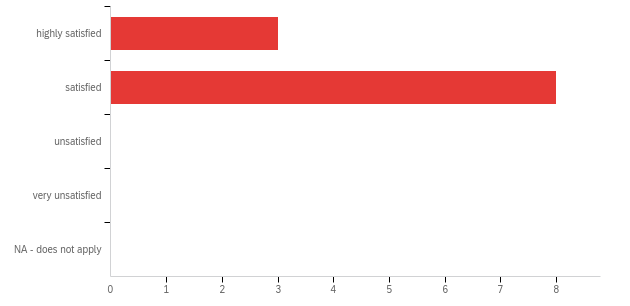 highly satisfied
satisfied
unsatisfied
very unsatisfied
NA - does not apply
0 1 2 3 4 5 6 7 8